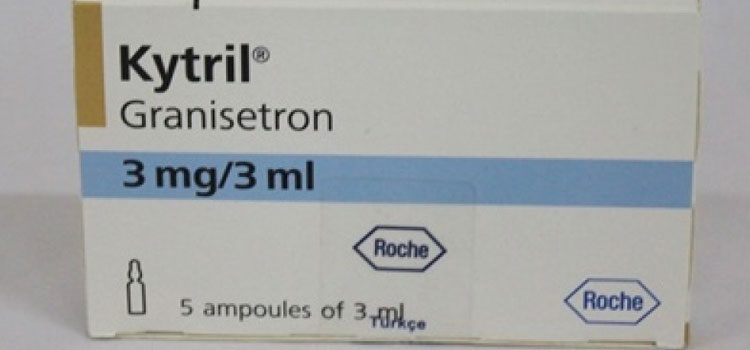 Kytril®
Granisetron
3 mg/3 ml
Roche
Roche
5 ampoules of 3 ml
Türkçe